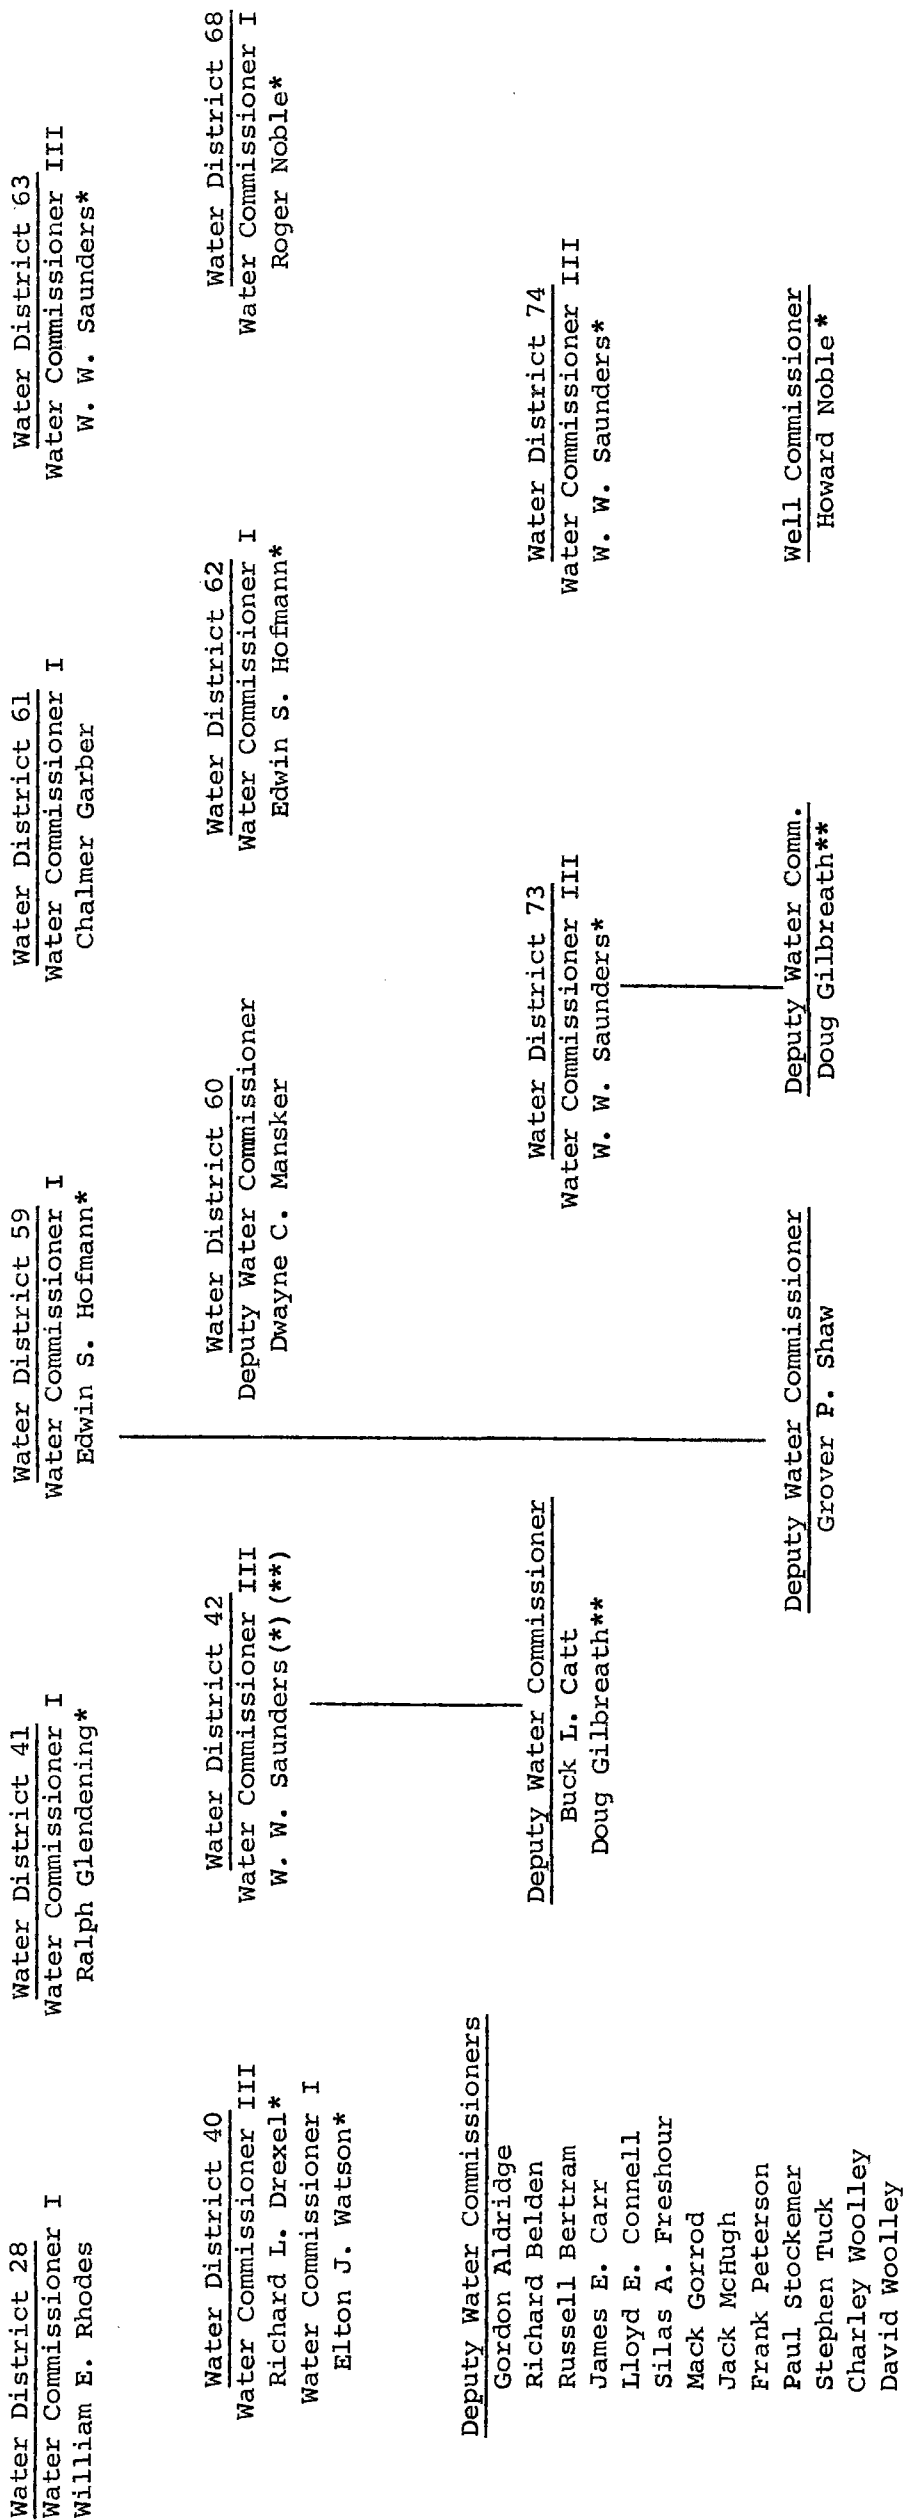 Water District 28
Water Commissioner I
William E. Rhodes
Water District 41
Water Commissioner I
Ralph Glendening*
Water District 59
Water Commissioner I
Edwin S. Hofmann*
Water District 61
Water Commissioner I
Chalmer Garber
Water District 63
Water Commissioner III
W. W. Saunders*
Water District 40
Water Commissioner III
Richard L. Drexel*
Water Commissioner I
Elton J. Watson*
Water District 42
Water Commissioner III
W. W. Saunders(*)(**)
Water District 60
Deputy Water Commissioner
Dwayne C. Mansker
Water District 62
Water Commissioner I
Edwin S. Hofmann*
Water District 68
Water Commissioner I
Roger Noble*
Deputy Water Commissioners
Gordon Aldridge
Richard Belden
Russell Bertram
James E. Carr
Lloyd E. Connell
Silas A. Freshour
Mack Gorrod
Jack McHugh
Frank Peterson
Paul Stockemer
Stephen Tuck
Charley Woolley
David Woolley
Deputy Water Commissioner
Buck L. Catt
Doug Gilbreath**
Water District 73
Water Commissioner III
W. W. Saunders*
Water District 74
Water Commissioner III
W. W. Saunders*
Deputy Water Commissioner
Grover P. Shaw
Deputy Water Comm.
Doug Gilbreath**
Well Commissioner
Howard Noble*